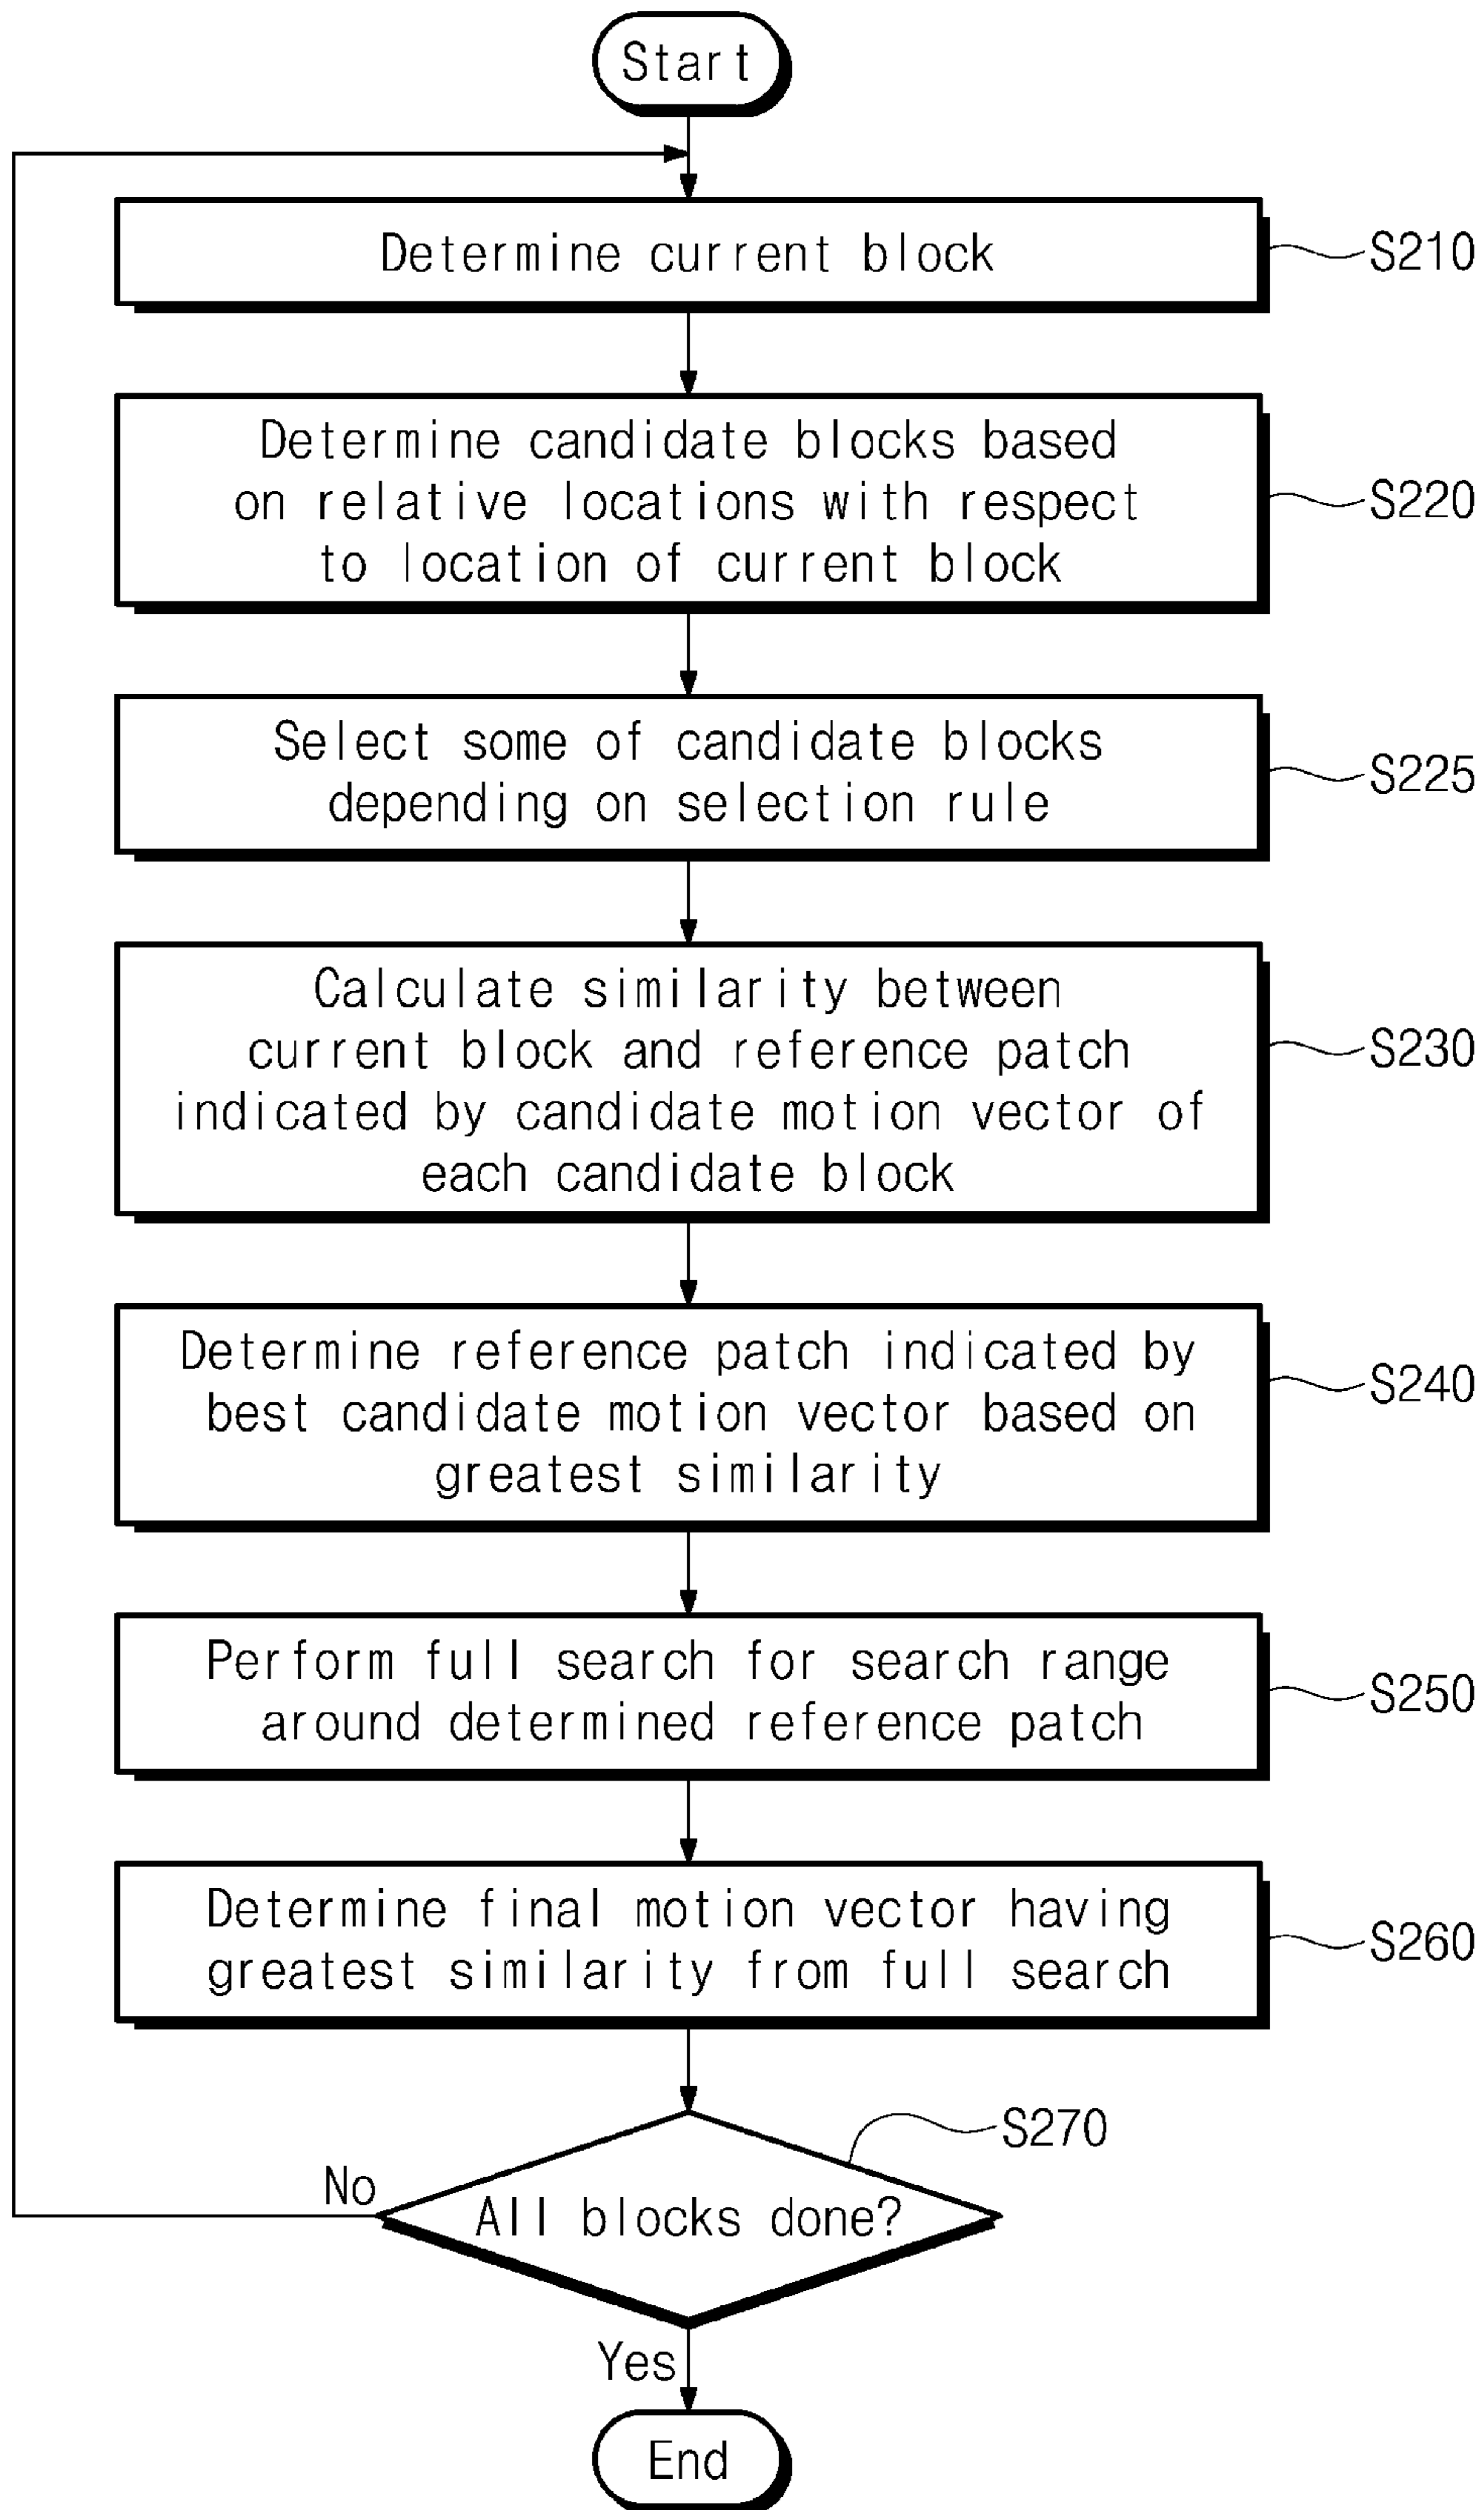 Start
Determine current block
S210
Determine candidate blocks based
on relative locations with respect
to location of current block
S220
Select some of candidate blocks
depending on selection rule
S225
Calculate similarity between
current block and reference patch
indicated by candidate motion vector of
each candidate block
S230
Determine reference patch indicated by
best candidate motion vector based on
greatest similarity
S240
Perform full search for search range
around determined reference patch
S250
Determine final motion vector having
greatest similarity from full search
S260
S270
No
All blocks done?
Yes
End